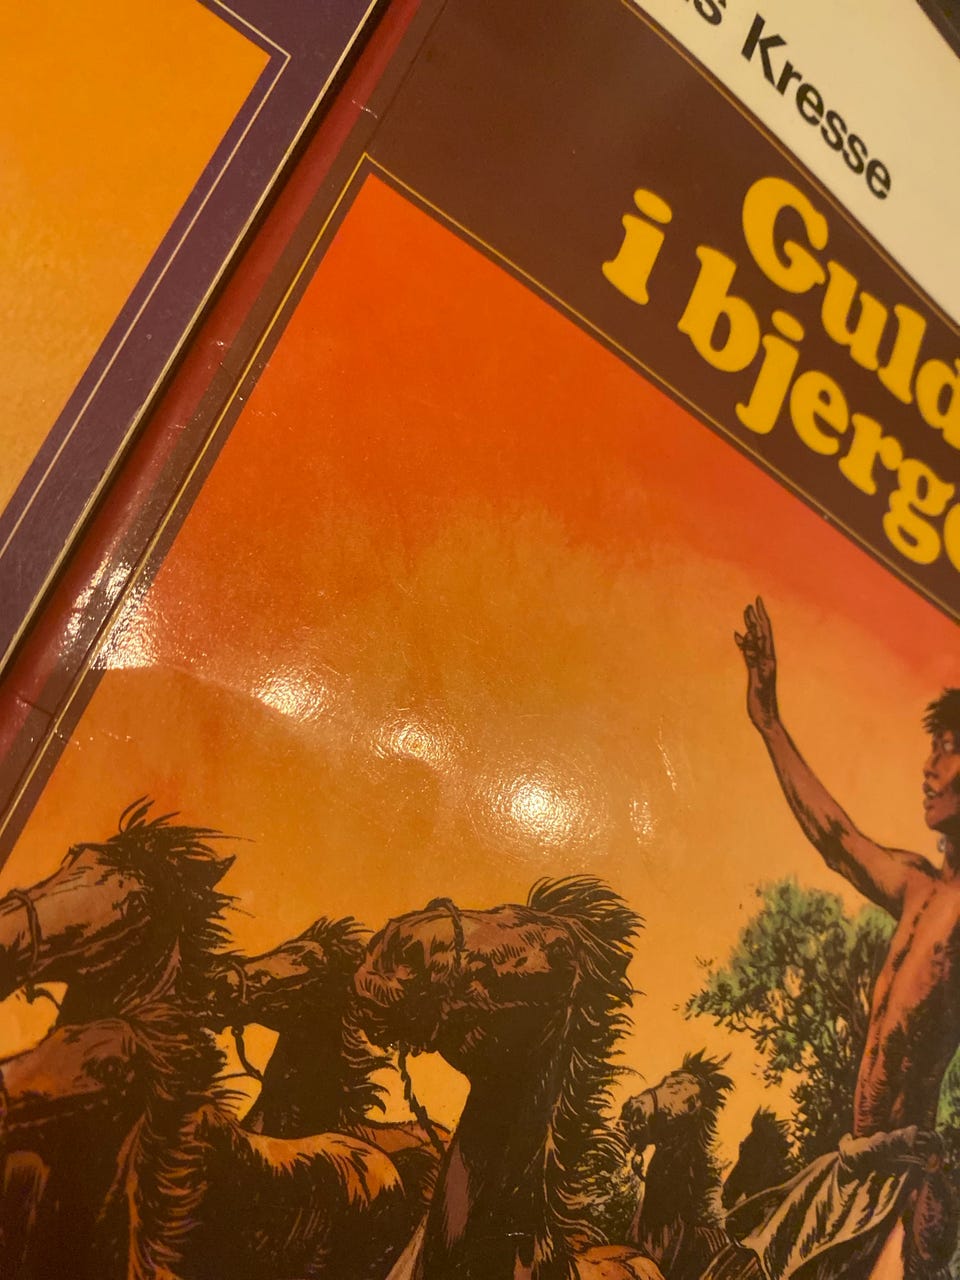 s Kresse
Guld
i bjerge